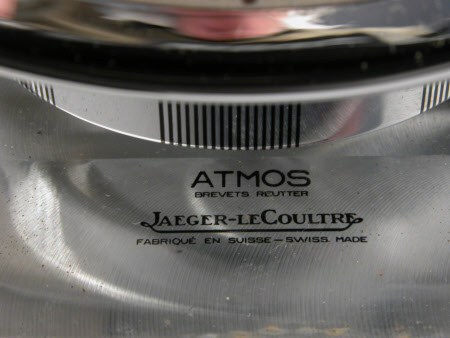 ATMOS
BREVETS REUTTER
JAEGER-LECOULTRE
FABRIQUÉ EN SUISSE – SWISS MADE